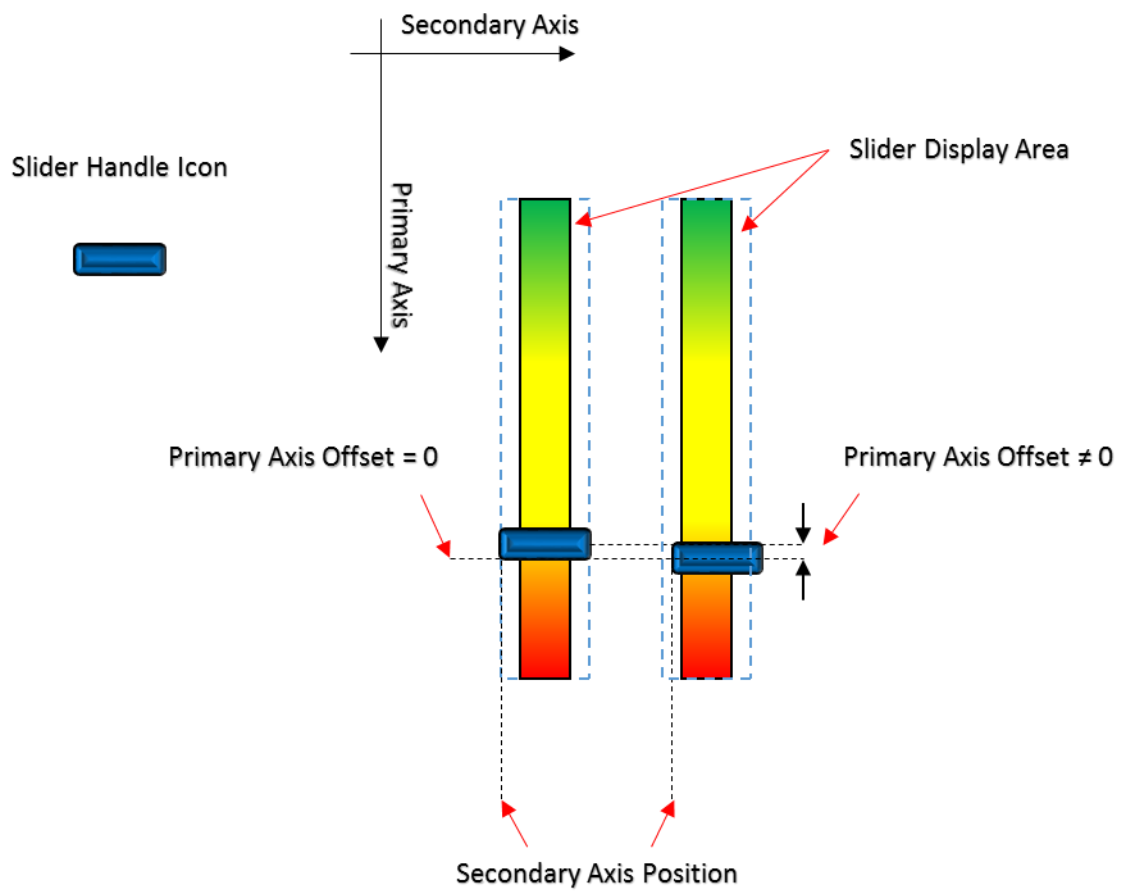 Secondary Axis
Slider Display Area
Slider Handle Icon
Primary Axis
Primary Axis Offset = 0
Primary Axis Offset ≠ 0
Secondary Axis Position